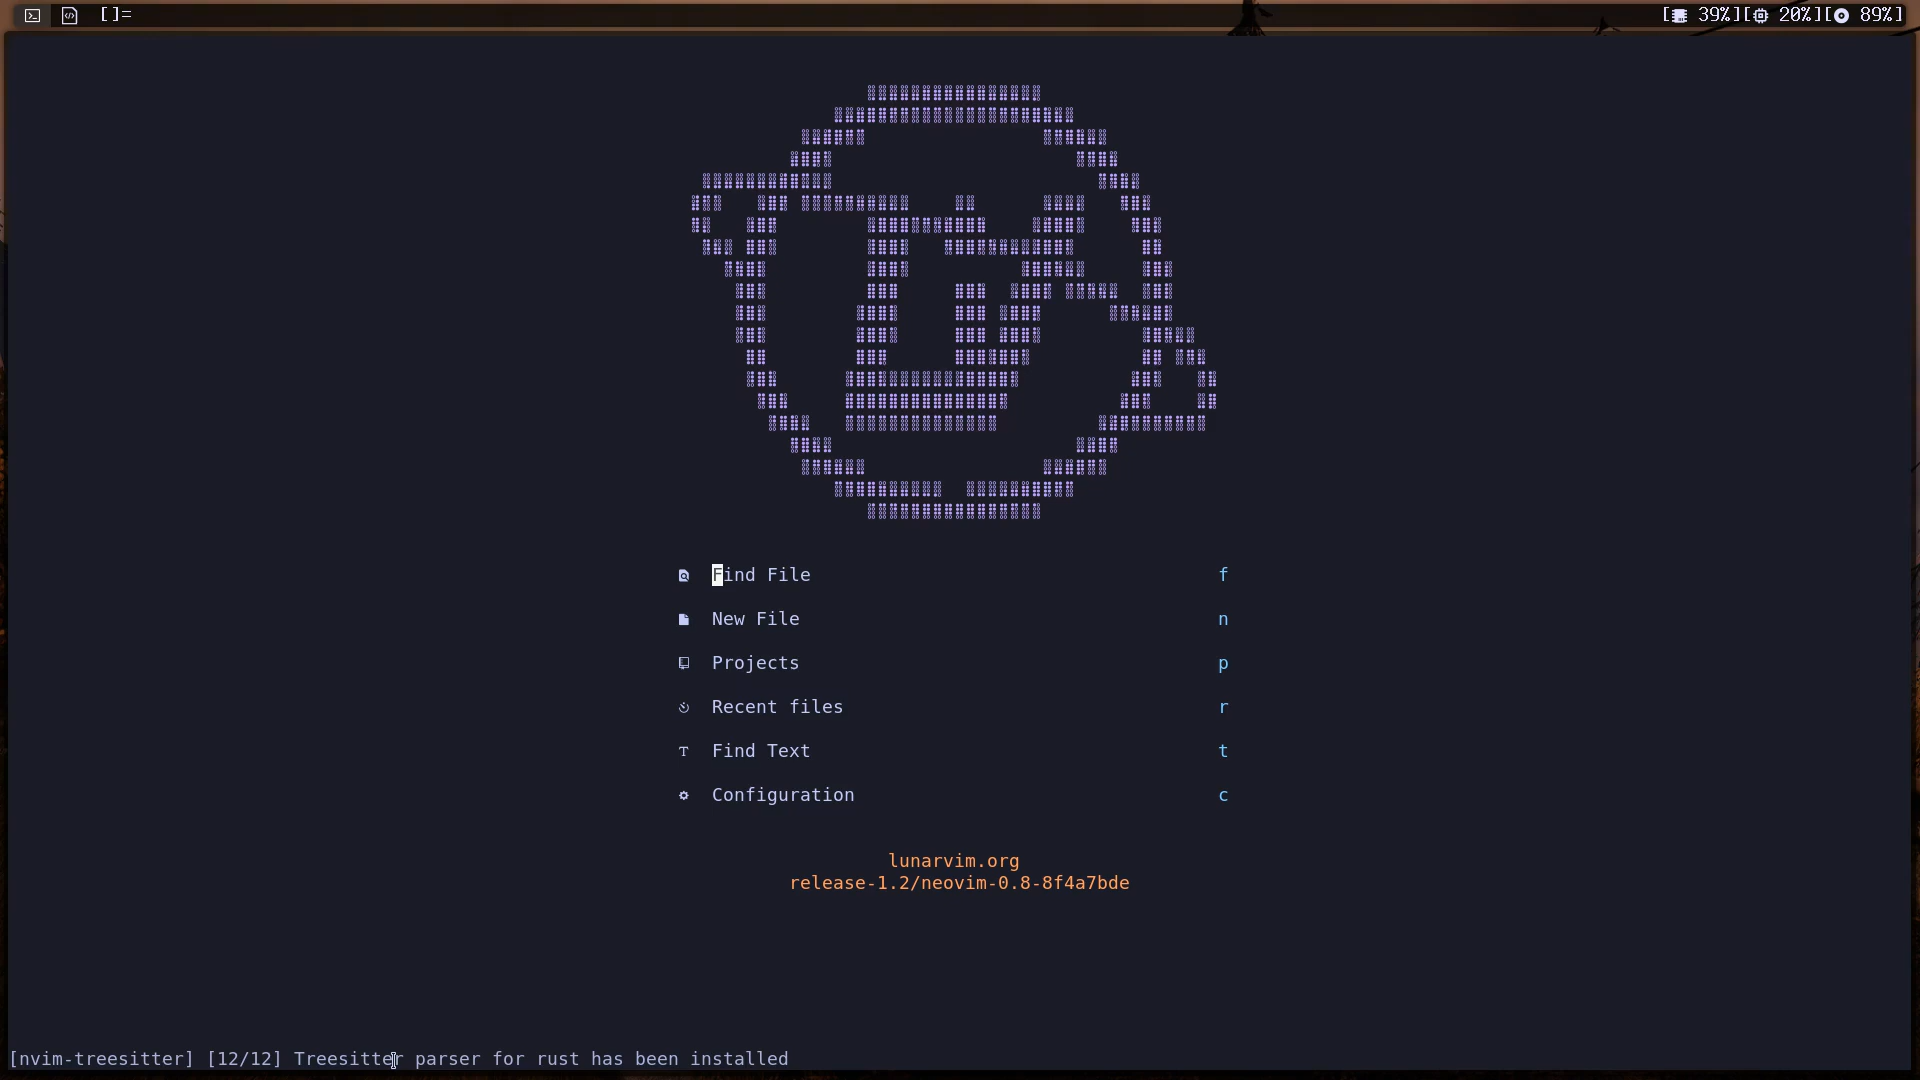 []=
[ 39%][ 20%][ 89%]
Find File f
New File n
Projects p
Recent files r
Find Text t
Configuration c
lunarvim.org
release-1.2/neovim-0.8-8f4a7bde
[nvim-treesitter] [12/12] Treesitter parser for rust has been installed